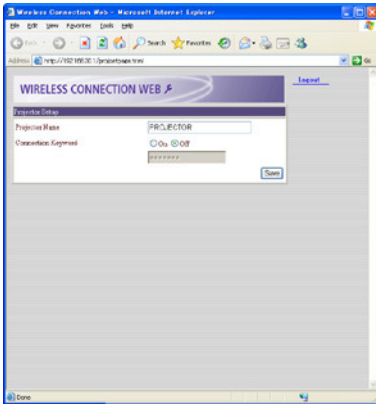 Wireless Connection Web - Microsoft Internet Explorer
File Edit View Favorites Tools Help
Search Favorites
Address Go
WIRELESS CONNECTION WEB
Logout
Projector Setup
Projector Name PROJECTOR
Connection Keyword On Off
*******
Save
Done